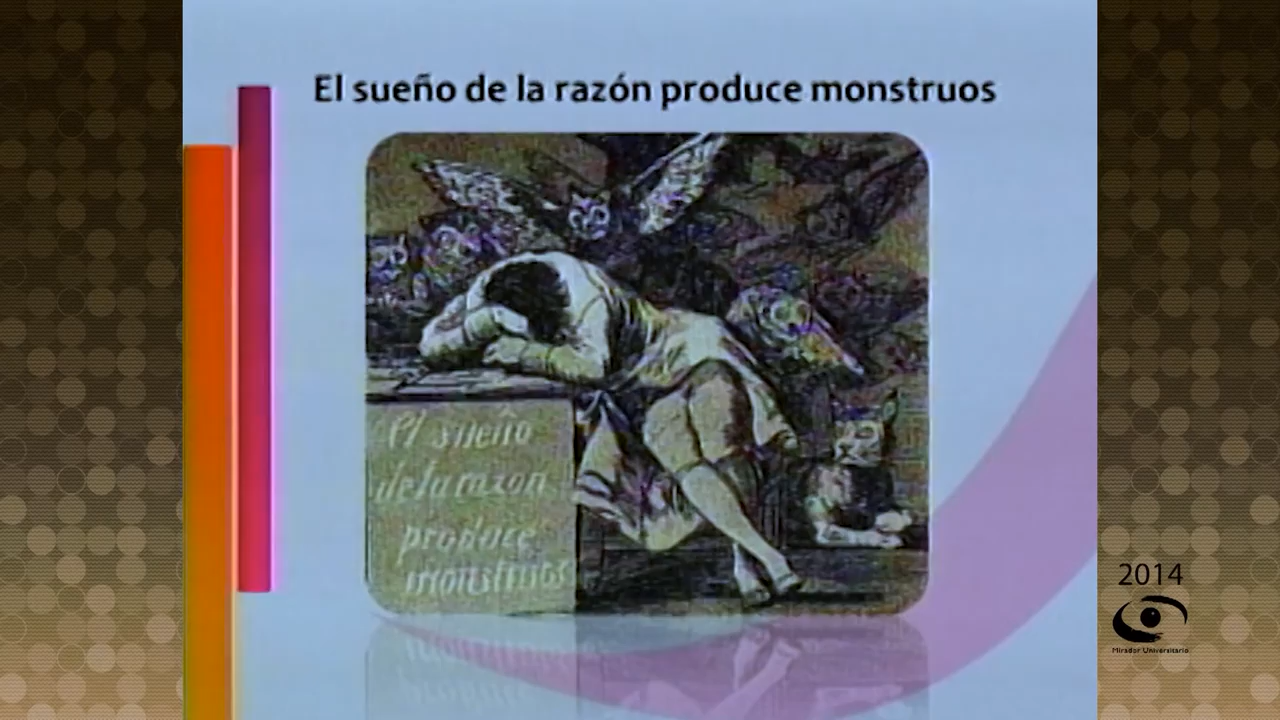 El sueño de la razón produce monstruos
El sueño
de la razon
produce
monstruos
2014
Mirador Universitario